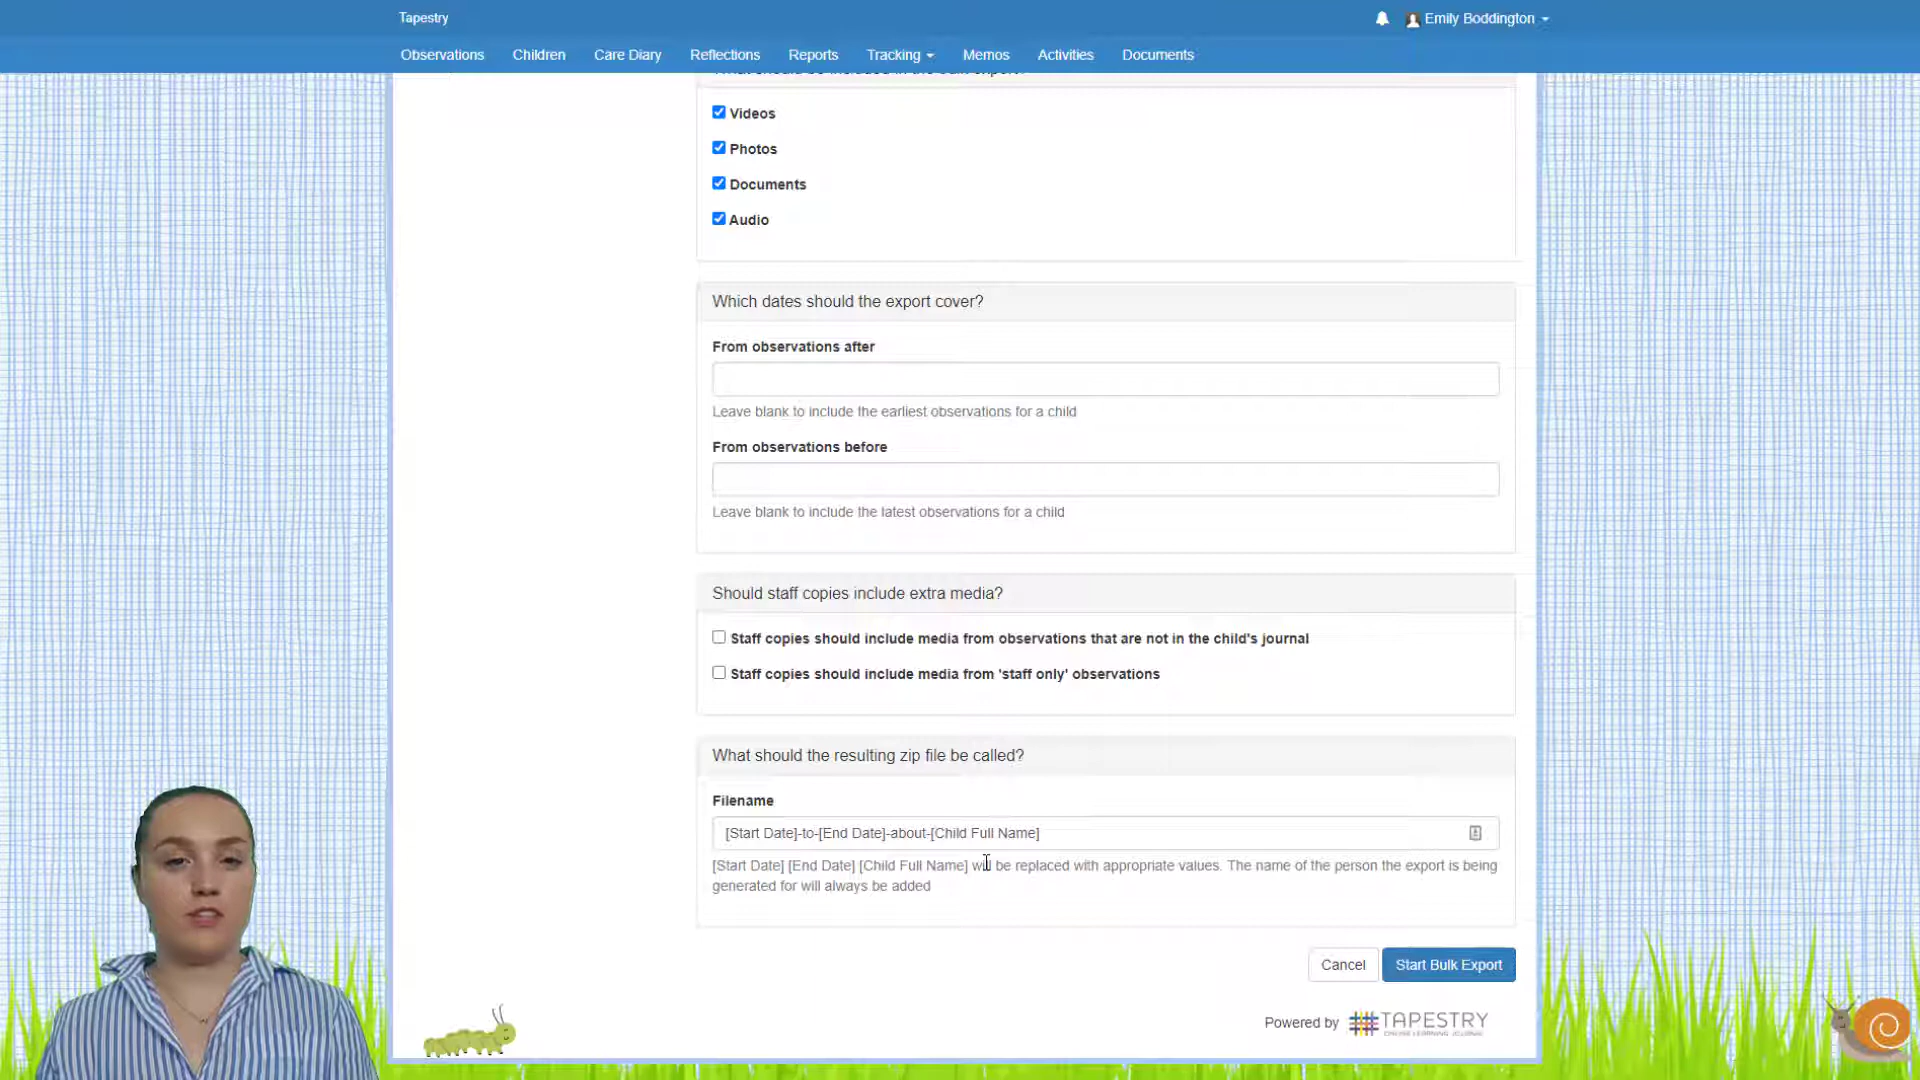 Tapestry
Emily Boddington
Observations Children Care Diary Reflections Reports Tracking Memos Activities Documents
What should be included in the bulk export?
Videos
Photos
Documents
Audio
Which dates should the export cover?
From observations after
Leave blank to include the earliest observations for a child
From observations before
Leave blank to include the latest observations for a child
Should staff copies include extra media?
Staff copies should include media from observations that are not in the child's journal
Staff copies should include media from 'staff only' observations
What should the resulting zip file be called?
Filename
[Start Date]-to-[End Date]-about-[Child Full Name]
[Start Date] [End Date] [Child Full Name] will be replaced with appropriate values. The name of the person the export is being
generated for will always be added
Cancel Start Bulk Export
Powered by TAPESTRY
ONLINE LEARNING JOURNAL